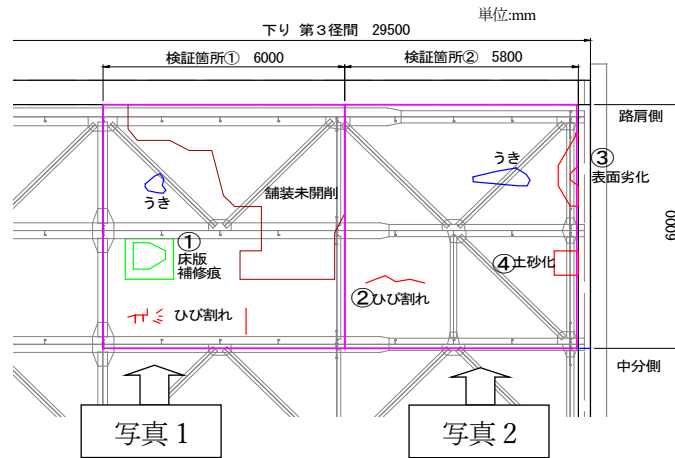 単位:mm
下り 第3径間 29500
検証箇所① 6000
検証箇所② 5800
路肩側
③
表面劣化
うき
うき
舗装未開削
6000
①
床版
補修痕
④土砂化
②ひび割れ
ひび割れ
中分側
写真1
写真2